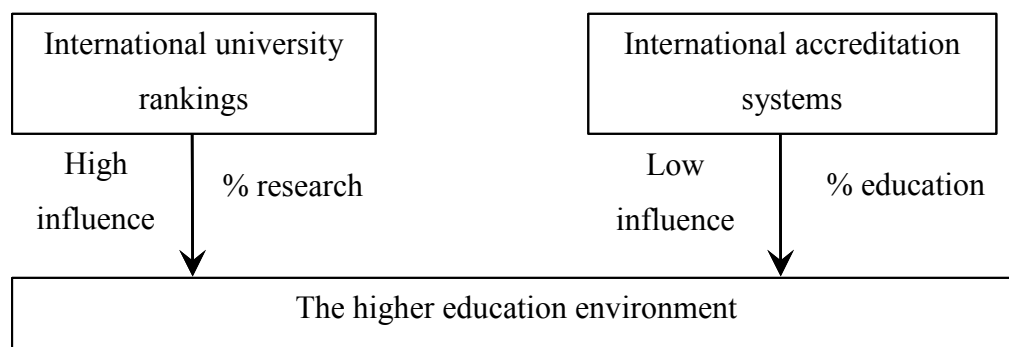 International university
rankings
International accreditation
systems
High
influence
% research
Low
influence
% education
The higher education environment